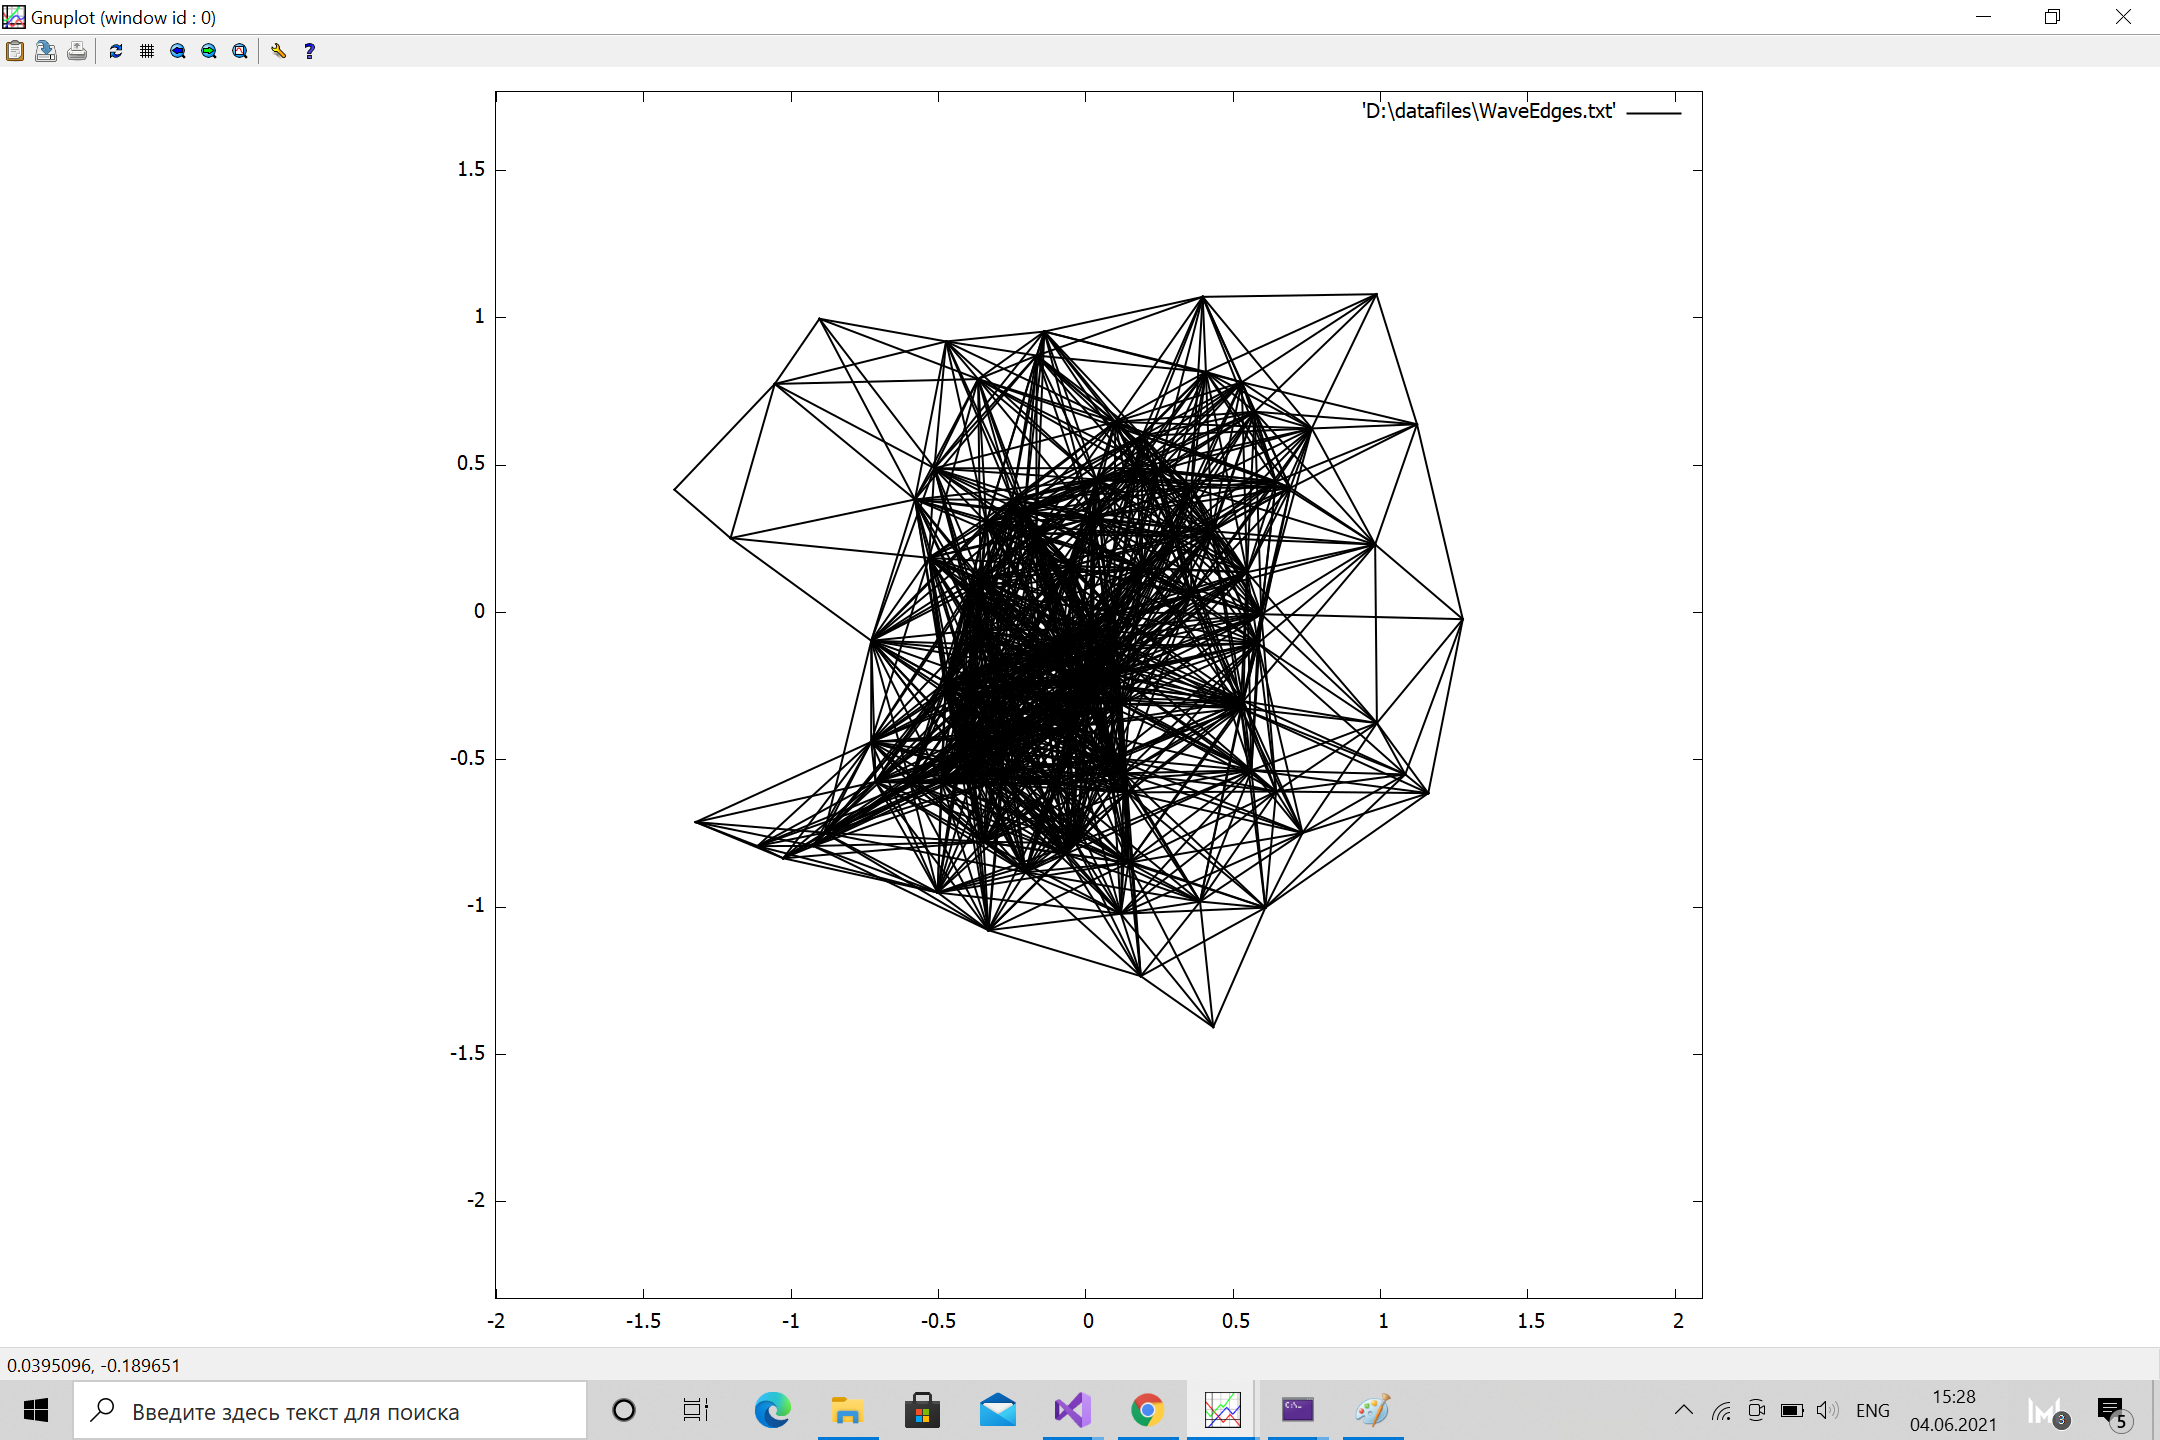 Gnuplot (window id : 0)
'D:\datafiles\WaveEdges.txt'
1.5
1
0.5
0
-0.5
-1
-1.5
-2
-2 -1.5 -1 -0.5 0 0.5 1 1.5 2
0.0395096, -0.189651
Введите здесь текст для поиска
ENG
15:28
04.06.2021
3
5